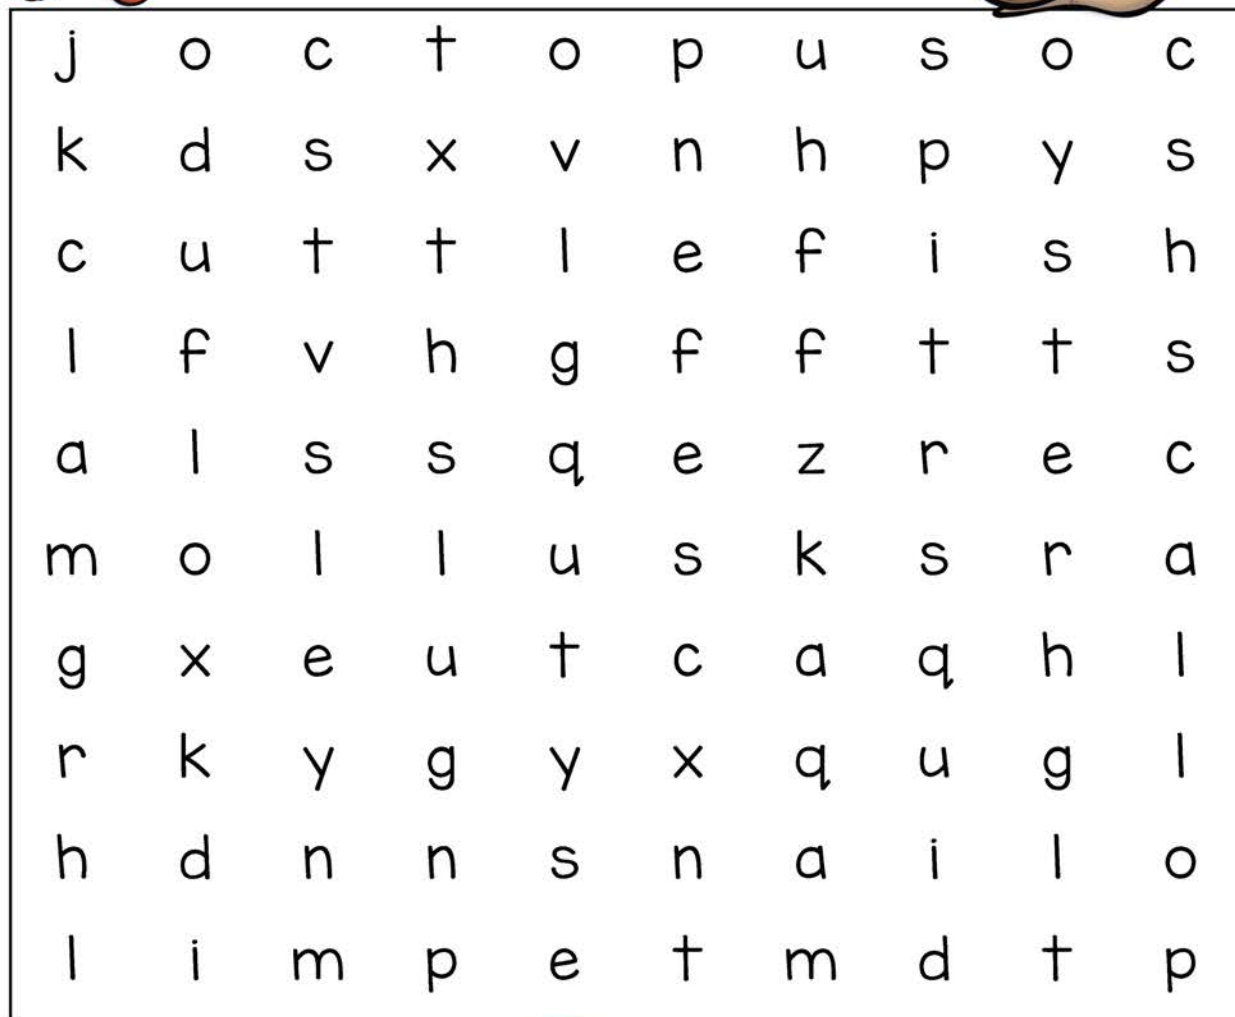 j o c t o p u s o c
k d s x v n h p y s
c u t t l e f i s h
l f v h g f f t t s
a l s s q e z r e c
m o l l u s k s r a
g x e u t c a q h l
r k y g y x q u g l
h d n n s n a i l o
l i m p e t m d t p